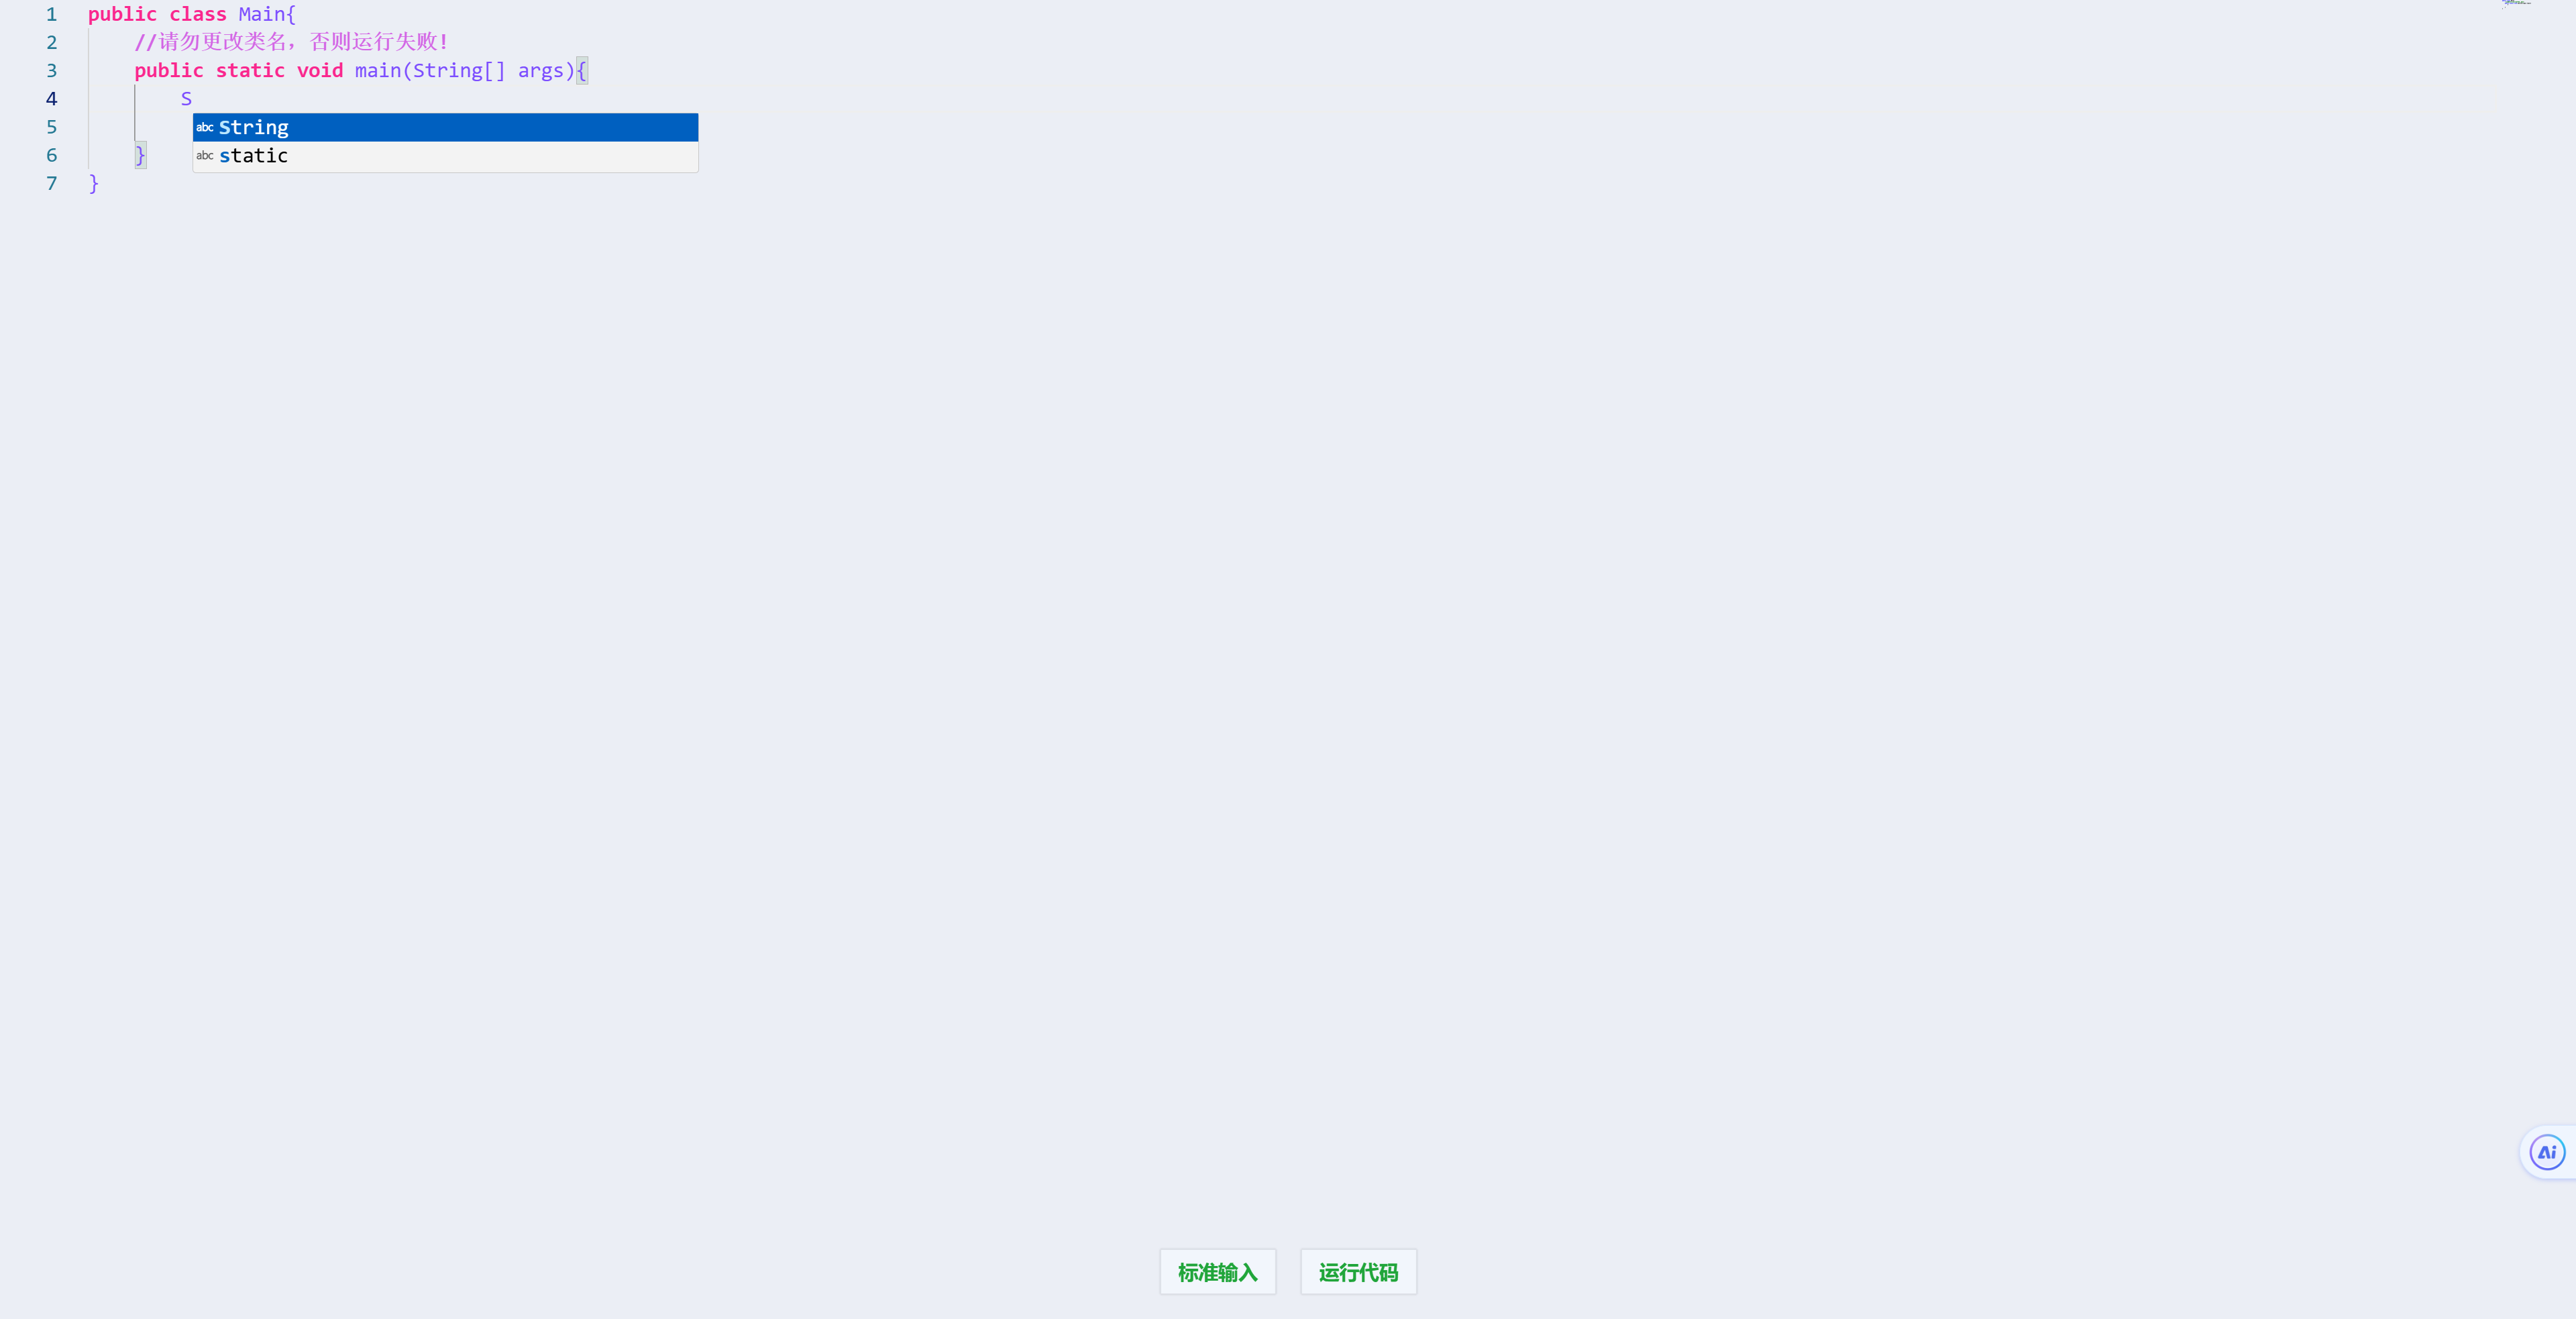 1 public class Main{
2 //请勿更改类名，否则运行失败!
3 public static void main(String[] args){
4 S
5 abc String
6 } abc static
7 }
Ai
标准输入 运行代码